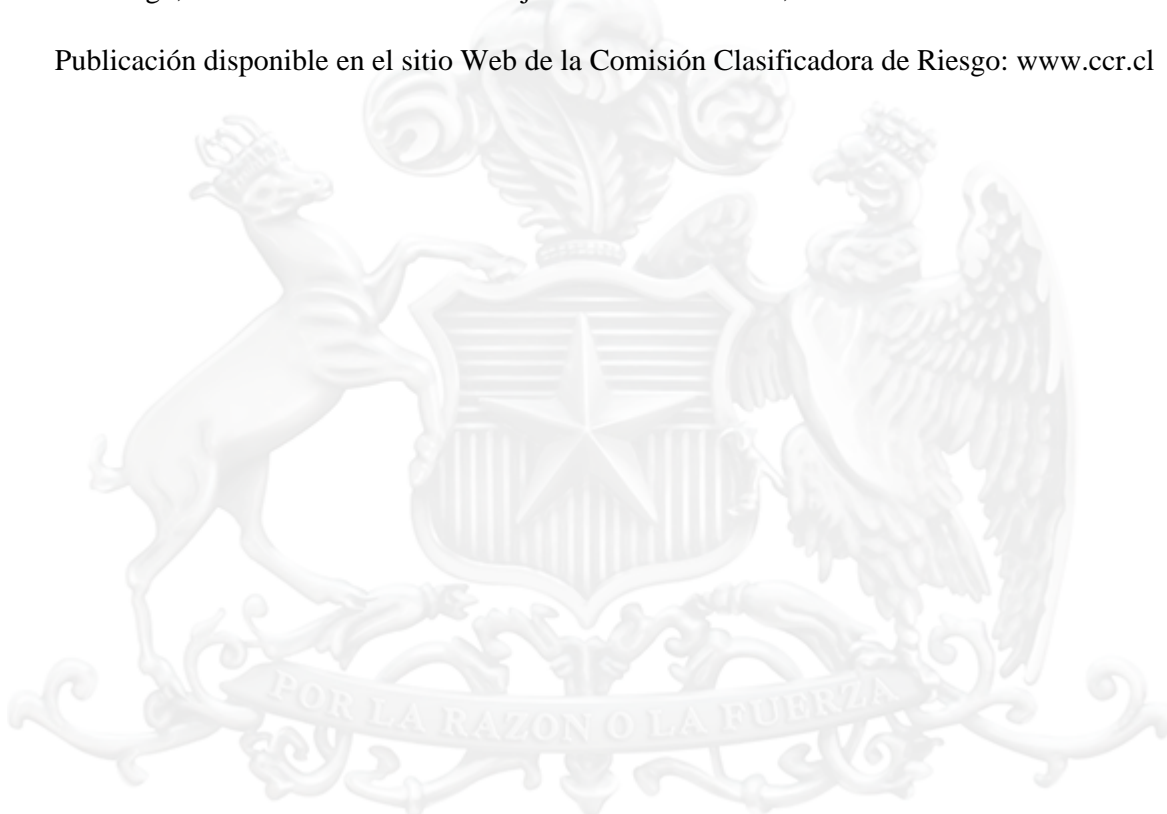 Publicación disponible en el sitio Web de la Comisión Clasificadora de Riesgo: www.ccr.cl
POR LA RAZON O LA FUERZA